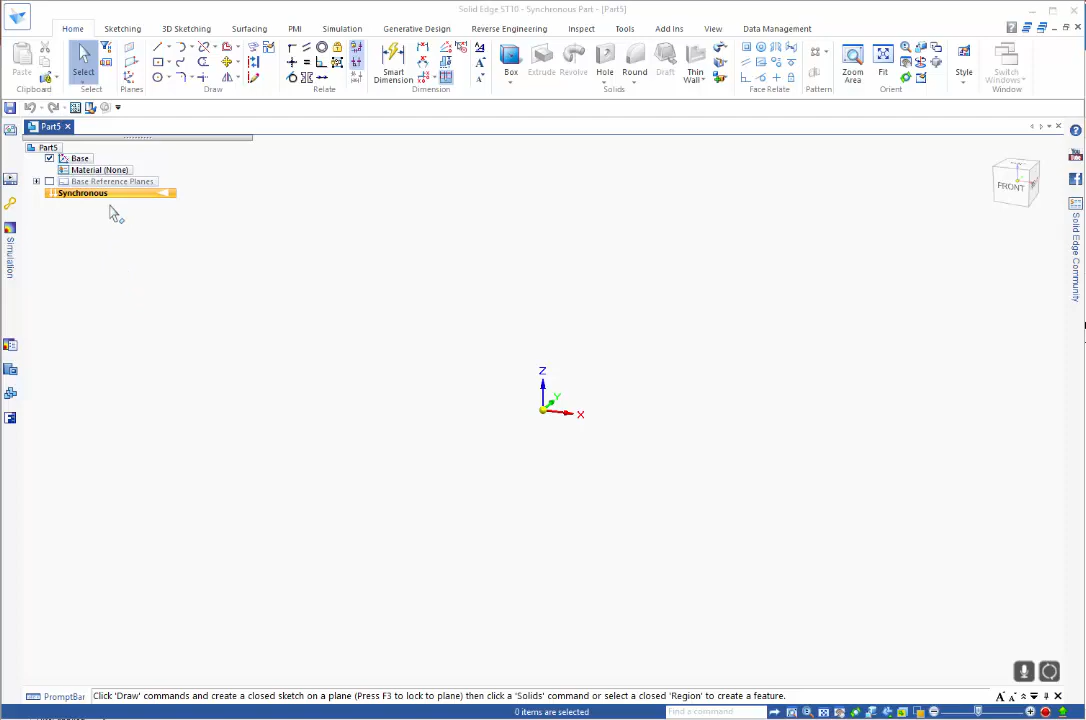 Solid Edge ST10 - Synchronous Part - [Part5]
Home Sketching 3D Sketching Surfacing PMI Simulation Generative Design Reverse Engineering Inspect Tools Add Ins View Data Management
Paste Select Smart Dimension Box Extrude Revolve Hole Round Draft Thin Wall Zoom Area Fit Style Switch Windows
Clipboard Select Planes Draw Relate Dimension Solids Face Relate Pattern Orient Style Window
Part5
Part5
Base
Material (None)
Base Reference Planes
Synchronous
Simulation
FRONT
Solid Edge Community
Z
Y
X
PromptBar Click 'Draw' commands and create a closed sketch on a plane (Press F3 to lock to plane) then click a 'Solids' command or select a closed 'Region' to create a feature.
0 items are selected Find a command